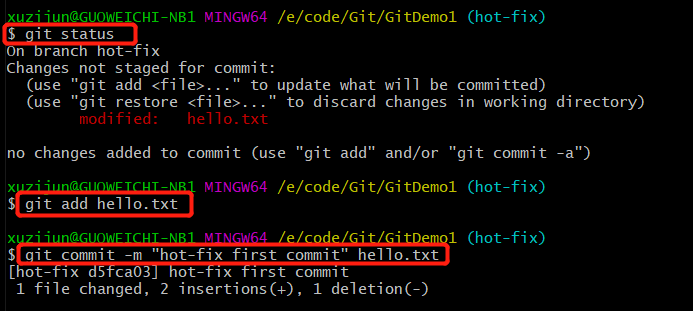 xuzijun@GUOWEICHI-NB1 MINGW64 /e/code/Git/GitDemo1 (hot-fix)
$ git status
On branch hot-fix
Changes not staged for commit:
  (use "git add <file>..." to update what will be committed)
  (use "git restore <file>..." to discard changes in working directory)
        modified:   hello.txt

no changes added to commit (use "git add" and/or "git commit -a")

xuzijun@GUOWEICHI-NB1 MINGW64 /e/code/Git/GitDemo1 (hot-fix)
$ git add hello.txt

xuzijun@GUOWEICHI-NB1 MINGW64 /e/code/Git/GitDemo1 (hot-fix)
$ git commit -m "hot-fix first commit" hello.txt
[hot-fix d5fca03] hot-fix first commit
 1 file changed, 2 insertions(+), 1 deletion(-)